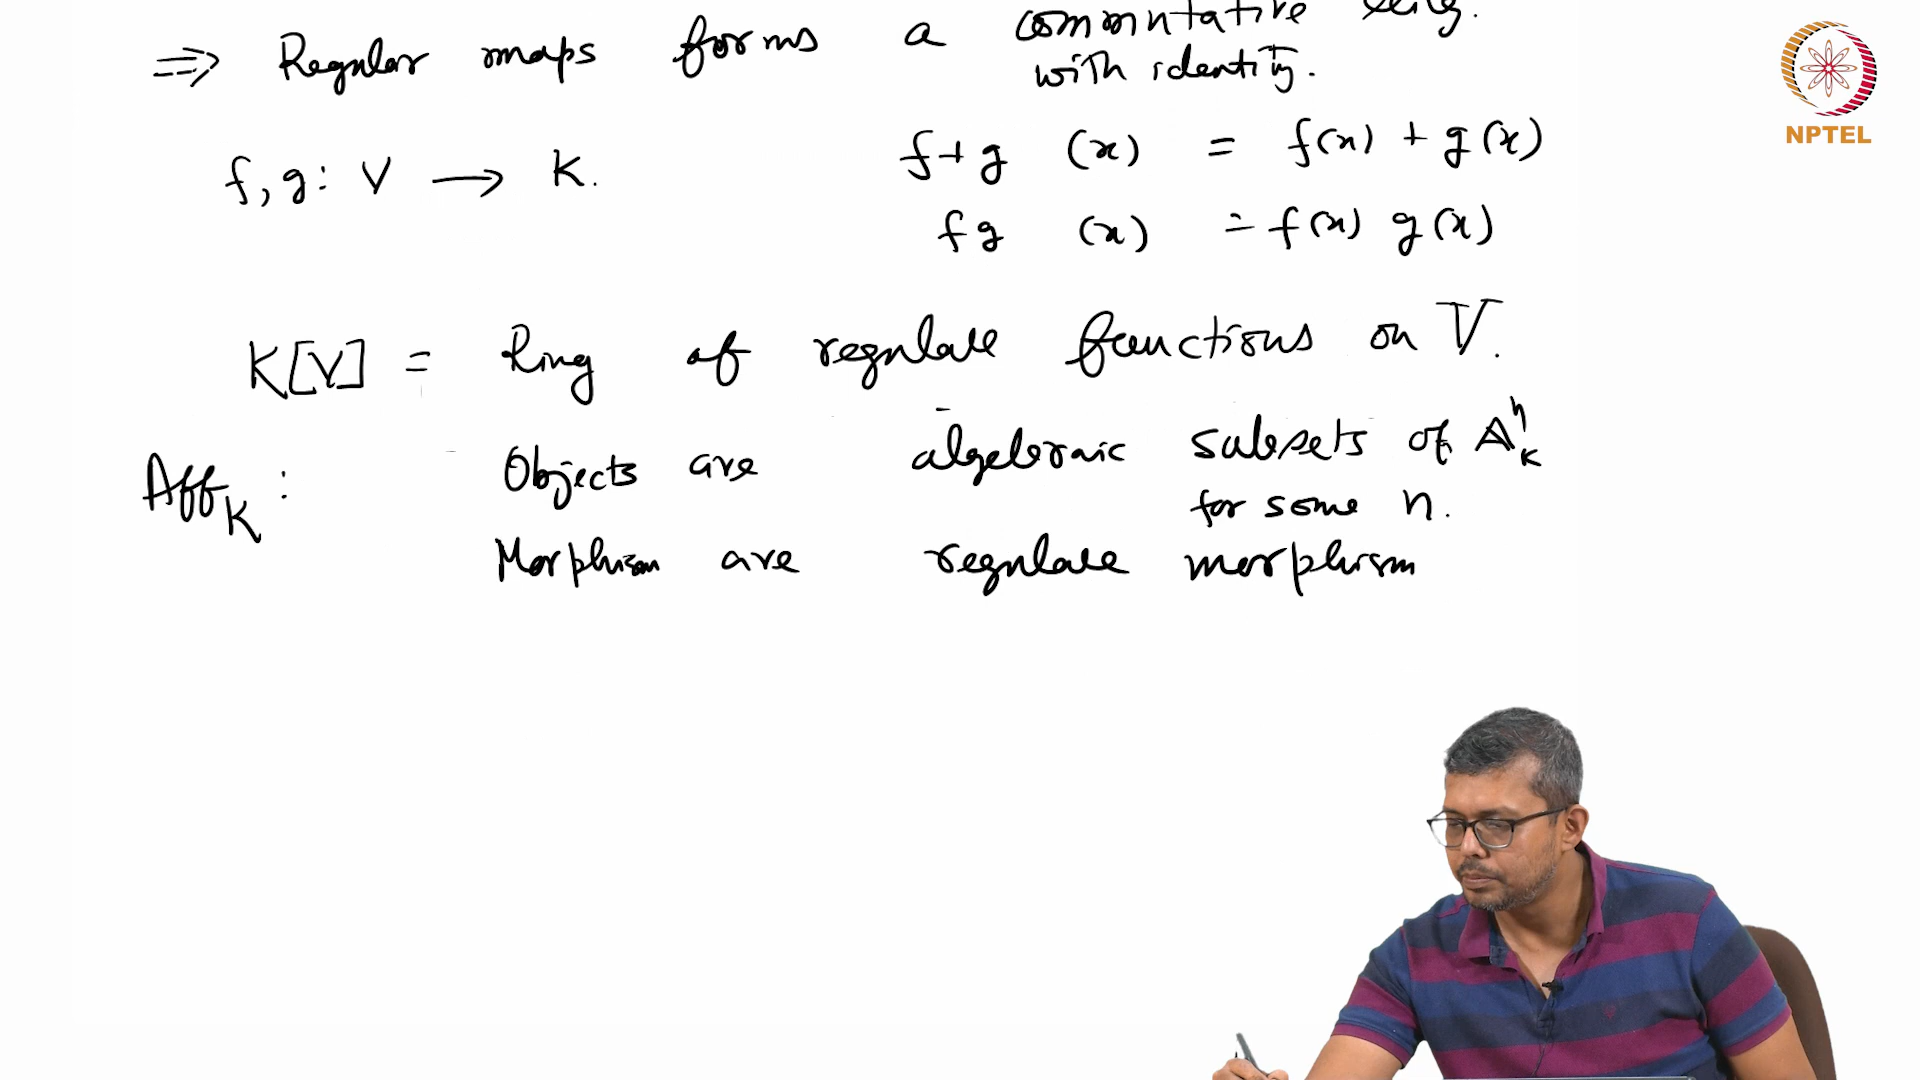 ⇒ Regular maps forms a commutative ring.
with identity.
f, g: V → K.
f+g (x) = f(x) + g(x)
fg (x) = f(x) g(x)
K[V] = Ring of regular functions on V.
Aff_K : Objects are algebraic subsets of A^n_K
for some n.
Morphism are regular morphism
NPTEL